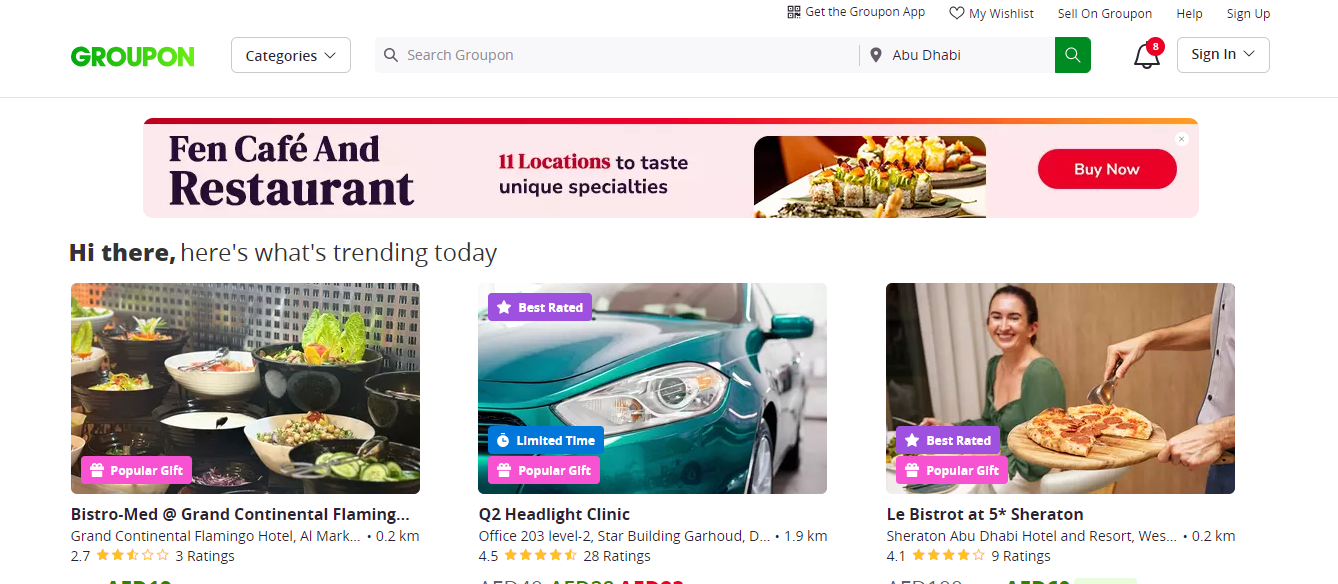 Get the Groupon App My Wishlist Sell On Groupon Help Sign Up
GROUPON Categories Search Groupon Abu Dhabi 8 Sign In
Fen Café And
Restaurant
11 Locations to taste
unique specialties
Buy Now
Hi there, here's what's trending today
Popular Gift
Bistro-Med @ Grand Continental Flaming...
Grand Continental Flamingo Hotel, Al Mark... • 0.2 km
2.7 3 Ratings
Best Rated
Limited Time
Popular Gift
Q2 Headlight Clinic
Office 203 level-2, Star Building Garhoud, D... • 1.9 km
4.5 28 Ratings
Best Rated
Popular Gift
Le Bistrot at 5* Sheraton
Sheraton Abu Dhabi Hotel and Resort, Wes... • 0.2 km
4.1 9 Ratings